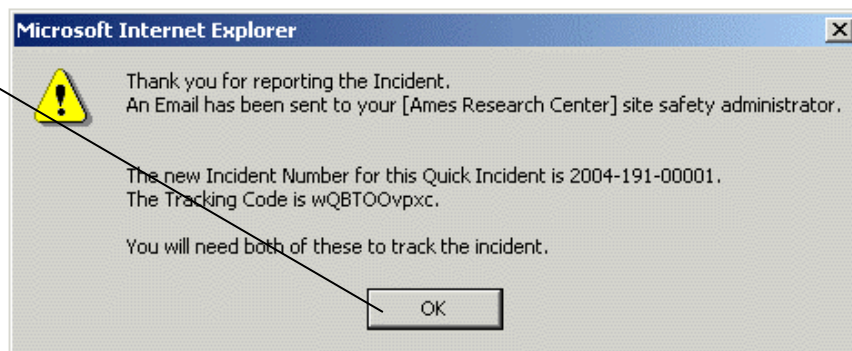 Microsoft Internet Explorer
Thank you for reporting the Incident.
An Email has been sent to your [Ames Research Center] site safety administrator.
The new Incident Number for this Quick Incident is 2004-191-00001.
The Tracking Code is wQBTOOvpxc.
You will need both of these to track the incident.
OK